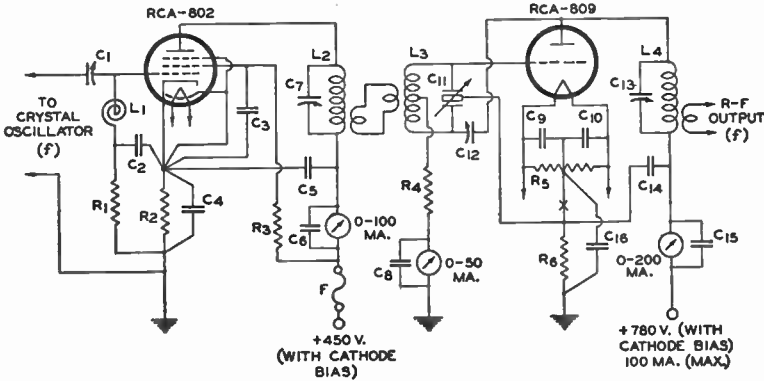 RCA-802
RCA-809
C1
L1
C2
C3
L2
C7
L3
C11
C12
C9
C10
L4
C13
R-F
OUTPUT
(f)
TO
CRYSTAL
OSCILLATOR
(f)
R1
R2
C4
C5
C6
R3
0-100
MA.
F
R4
C8
0-50
MA.
R5
X
R6
C16
C14
0-200
MA.
C15
+450 V.
(WITH CATHODE
BIAS)
+780 V. (WITH
CATHODE BIAS)
100 MA. (MAX.)